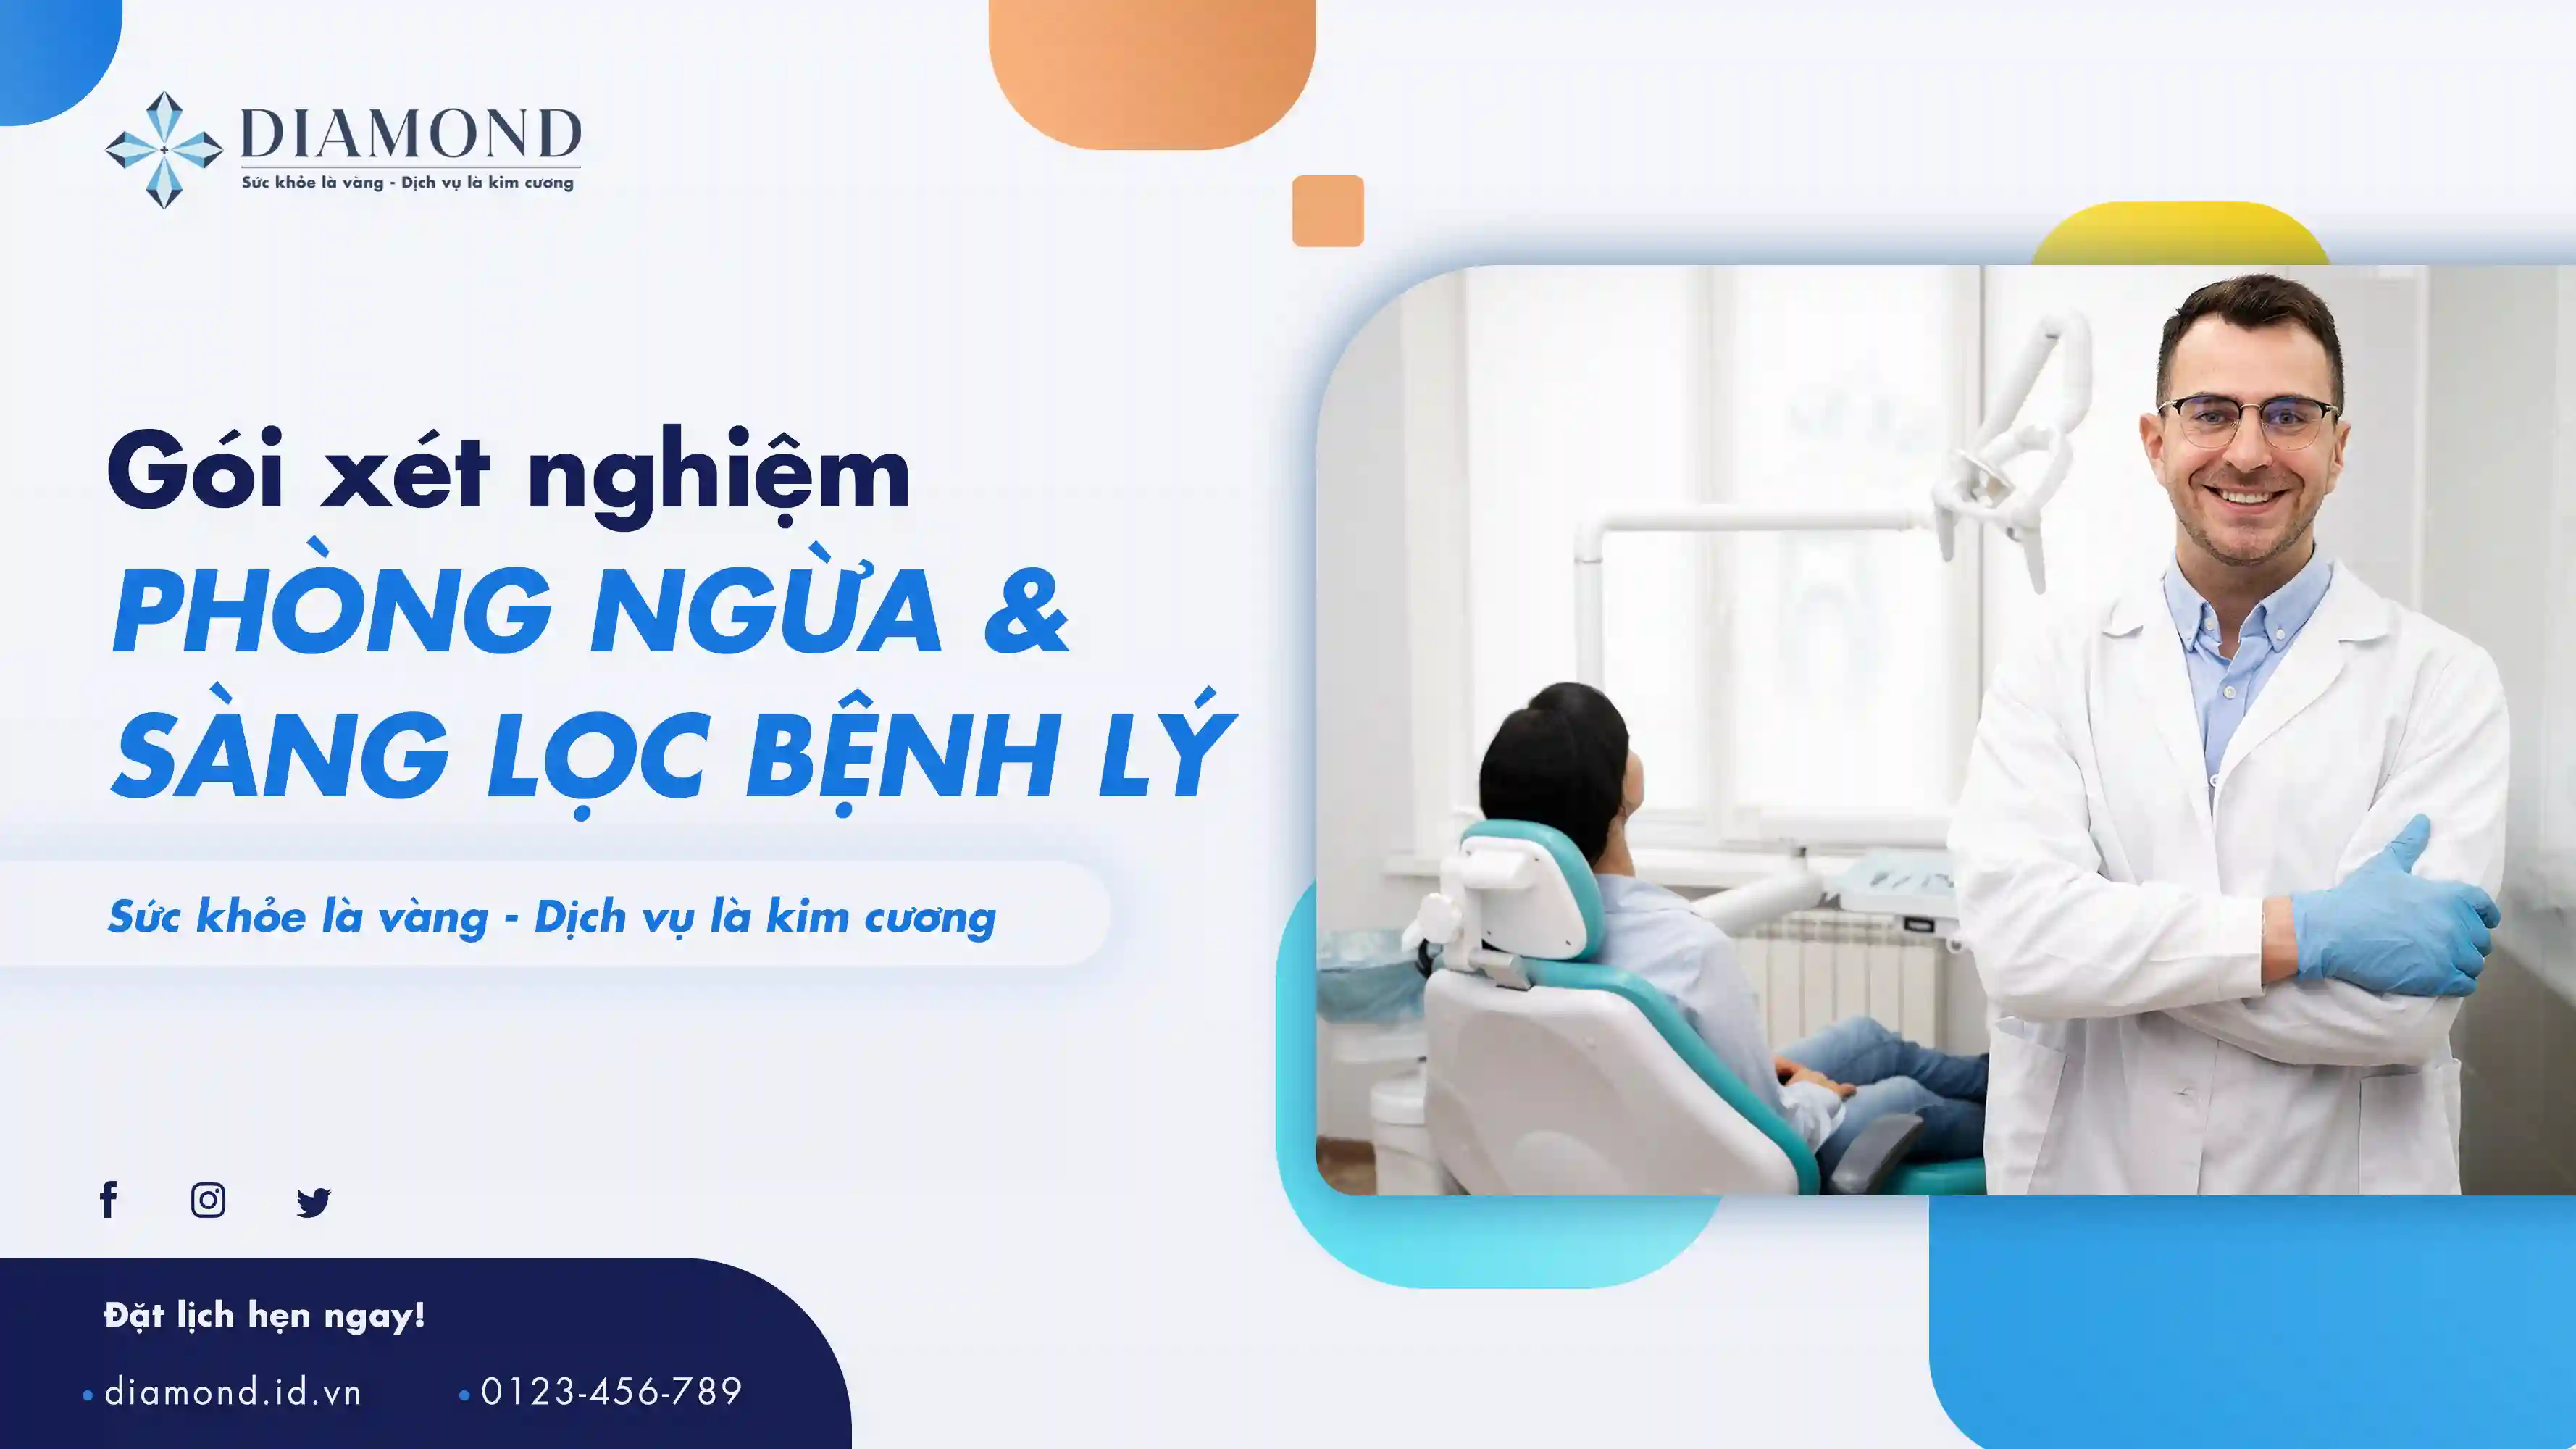 DIAMOND
Sức khỏe là vàng - Dịch vụ là kim cương
Gói xét nghiệm
PHÒNG NGỪA &
SÀNG LỌC BỆNH LÝ
Sức khỏe là vàng - Dịch vụ là kim cương
Đặt lịch hẹn ngay!
diamond.id.vn
0123-456-789